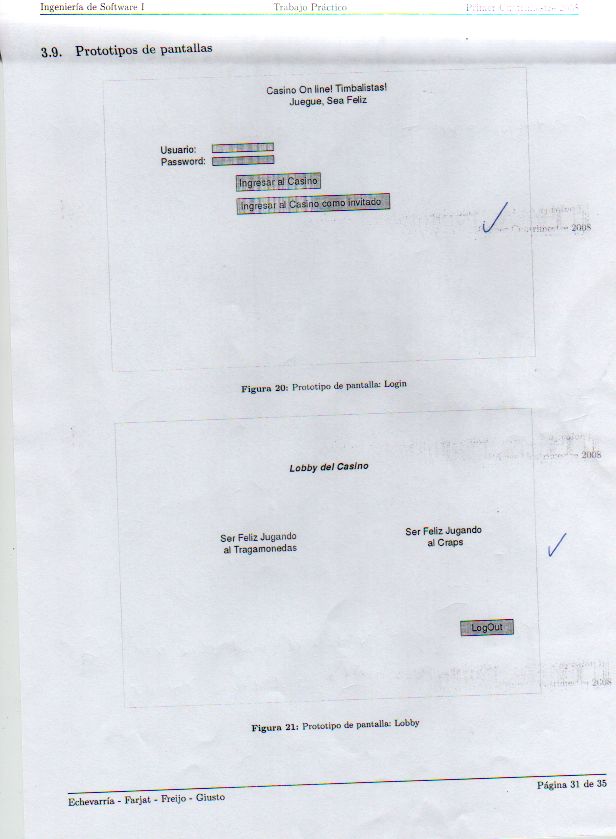 Ingeniería de Software I Trabajo Práctico
3.9. Prototipos de pantallas
Casino On line! Timbalistas!
Juegue, Sea Feliz
Usuario:
Password:
Ingresar al Casino
Ingresar al Casino como invitado
2008
Figura 20: Prototipo de pantalla: Login
2008
Lobby del Casino
Ser Feliz Jugando
al Tragamonedas
Ser Feliz Jugando
al Craps
LogOut
2008
Figura 21: Prototipo de pantalla: Lobby
Echevarría - Farjat - Freijo - Giusto
Página 31 de 35